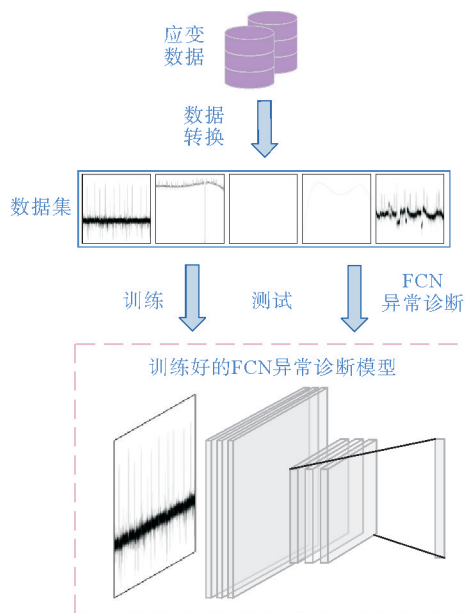 应变
数据
数据
转换
数据集
训练
测试
FCN
异常诊断
训练好的FCN异常诊断模型